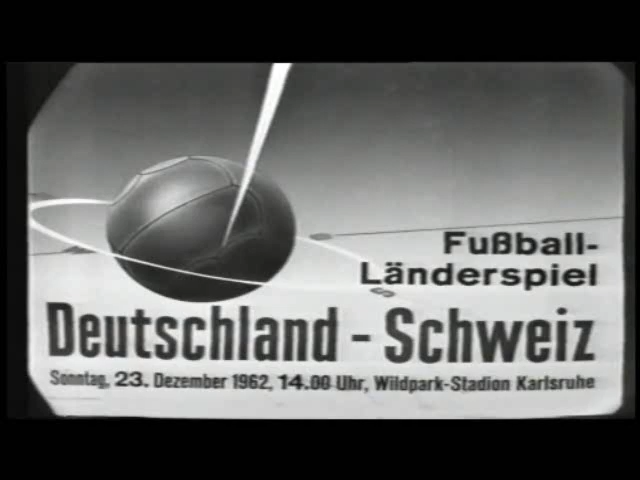 Fußball-
Länderspiel
Deutschland - Schweiz
Sonntag, 23. Dezember 1962, 14.00 Uhr, Wildpark-Stadion Karlsruhe